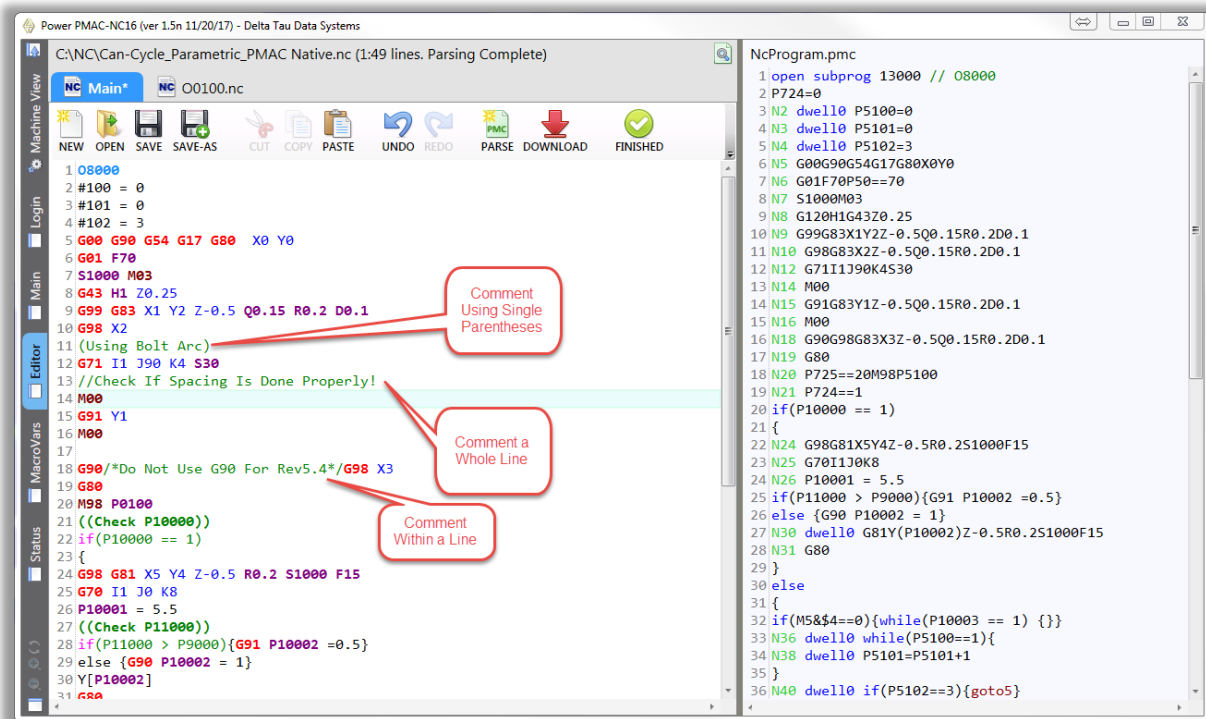 Power PMAC-NC16 (ver 1.5n 11/20/17) - Delta Tau Data Systems
C:\NC\Can-Cycle_Parametric_PMAC Native.nc (1:49 lines. Parsing Complete)
NC Main*
NC O0100.nc
NEW OPEN SAVE SAVE-AS CUT COPY PASTE UNDO REDO PMC PARSE DOWNLOAD FINISHED
Machine View
Login
Main
Editor
MacroVars
Status
1 O8000
2 #100 = 0
3 #101 = 0
4 #102 = 3
5 G00 G90 G54 G17 G80  X0 Y0
6 G01 F70
7 S1000 M03
8 G43 H1 Z0.25
9 G99 G83 X1 Y2 Z-0.5 Q0.15 R0.2 D0.1
10 G98 X2
11 (Using Bolt Arc)
12 G71 I1 J90 K4 S30
13 //Check If Spacing Is Done Properly!
14 M00
15 G91 Y1
16 M00
17
18 G90/*Do Not Use G90 For Rev5.4*/G98 X3
19 G80
20 M98 P0100
21 ((Check P10000))
22 if(P10000 == 1)
23 {
24 G98 G81 X5 Y4 Z-0.5 R0.2 S1000 F15
25 G70 I1 J0 K8
26 P10001 = 5.5
27 ((Check P11000))
28 if(P11000 > P9000){G91 P10002 =0.5}
29 else {G90 P10002 = 1}
30 Y[P10002]
31 G80
Comment
Using Single
Parentheses
Comment a
Whole Line
Comment
Within a Line
NcProgram.pmc
1 open subprog 13000 // O8000
2 P724=0
3 N2 dwell0 P5100=0
4 N3 dwell0 P5101=0
5 N4 dwell0 P5102=3
6 N5 G00G90G54G17G80X0Y0
7 N6 G01F70P50==70
8 N7 S1000M03
9 N8 G120H1G43Z0.25
10 N9 G99G83X1Y2Z-0.5Q0.15R0.2D0.1
11 N10 G98G83X2Z-0.5Q0.15R0.2D0.1
12 N12 G71I1J90K4S30
13 N14 M00
14 N15 G91G83Y1Z-0.5Q0.15R0.2D0.1
15 N16 M00
16 N18 G90G98G83X3Z-0.5Q0.15R0.2D0.1
17 N19 G80
18 N20 P725==20M98P5100
19 N21 P724==1
20 if(P10000 == 1)
21 {
22 N24 G98G81X5Y4Z-0.5R0.2S1000F15
23 N25 G70I1J0K8
24 N26 P10001 = 5.5
25 if(P11000 > P9000){G91 P10002 =0.5}
26 else {G90 P10002 = 1}
27 N30 dwell0 G81Y(P10002)Z-0.5R0.2S1000F15
28 N31 G80
29 }
30 else
31 {
32 if(M5&$4==0){while(P10003 == 1) {}}
33 N36 dwell0 while(P5100==1){
34 N38 dwell0 P5101=P5101+1
35 }
36 N40 dwell0 if(P5102==3){goto5}